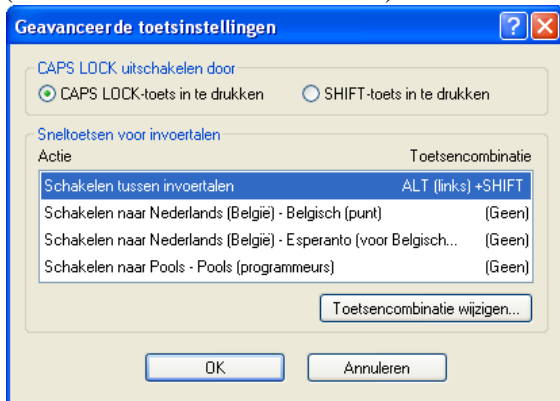 Geavanceerde toetsinstellingen
CAPS LOCK uitschakelen door
CAPS LOCK-toets in te drukken SHIFT-toets in te drukken
Sneltoetsen voor invoertalen
Actie Toetsencombinatie
Schakelen tussen invoertalen ALT (links) +SHIFT
Schakelen naar Nederlands (België) - Belgisch (punt) (Geen)
Schakelen naar Nederlands (België) - Esperanto (voor Belgisch... (Geen)
Schakelen naar Pools - Pools (programmeurs) (Geen)
Toetsencombinatie wijzigen...
OK Annuleren